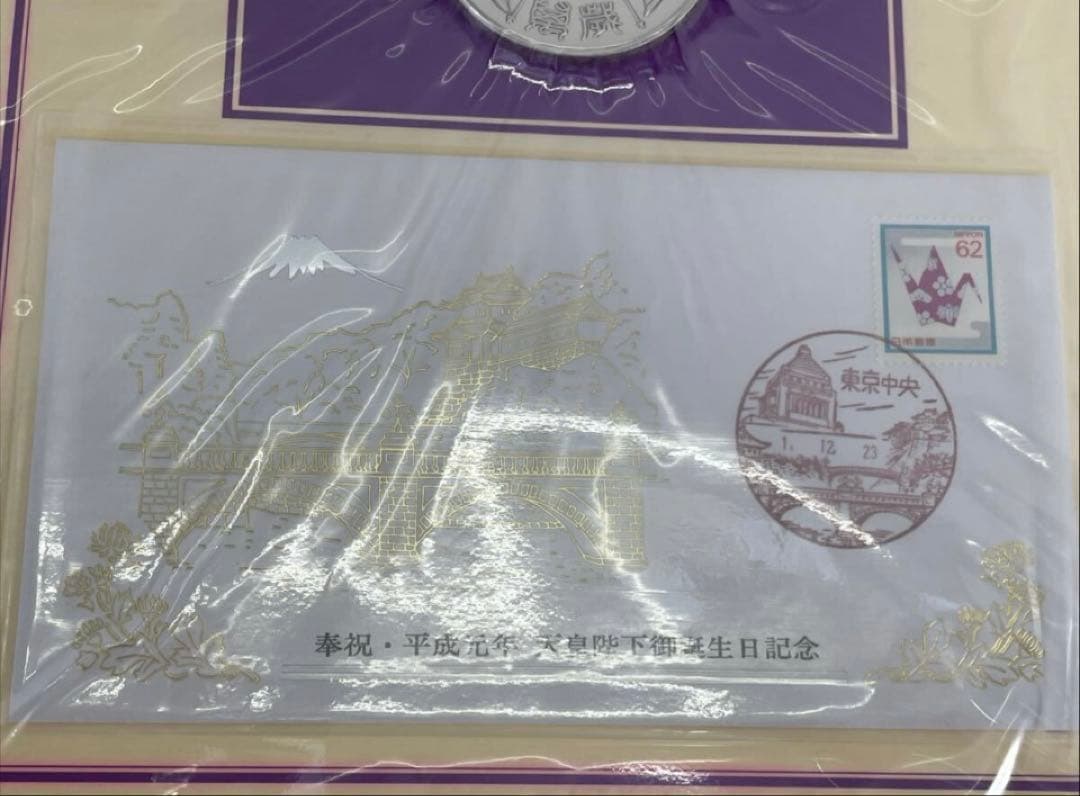 NIPPON
62
日本郵便
東京中央
1. 12. 23
奉祝・平成元年 天皇陛下御誕生日記念